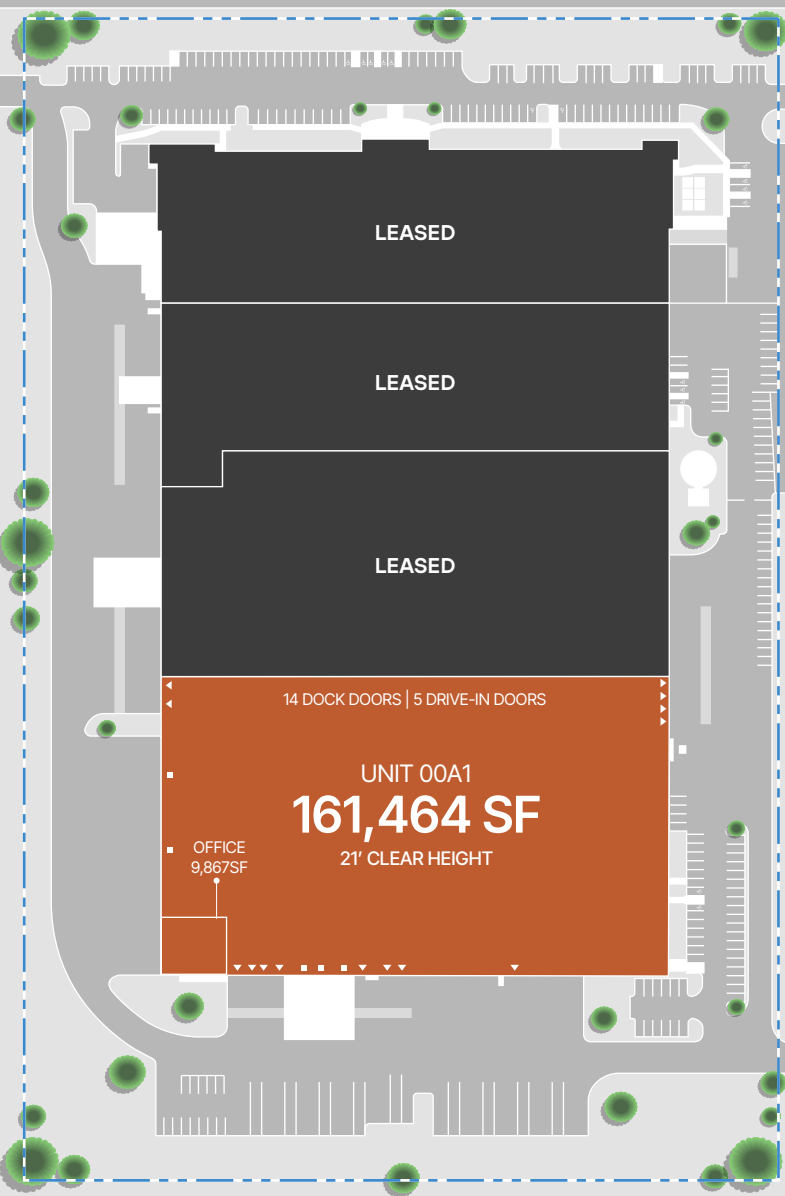 LEASED
LEASED
LEASED
14 DOCK DOORS | 5 DRIVE-IN DOORS
UNIT 00A1
161,464 SF
21' CLEAR HEIGHT
OFFICE
9,867SF